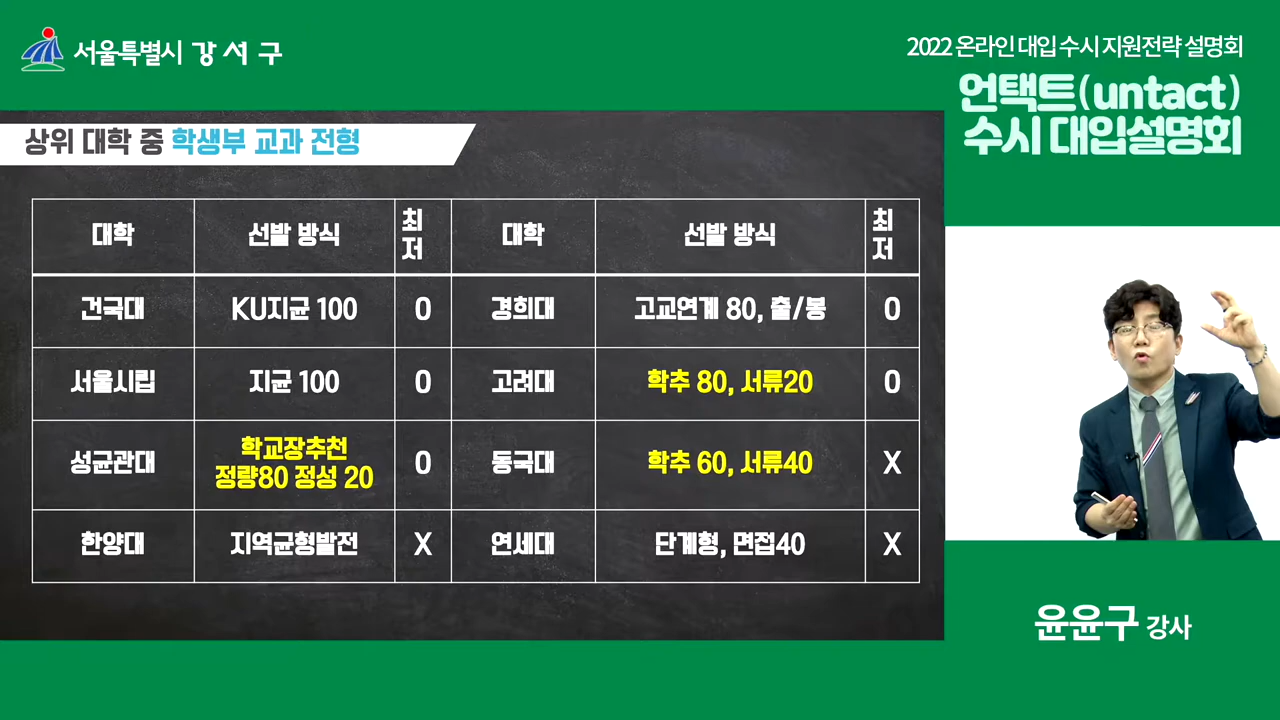 서울특별시 강서구
2022 온라인 대입 수시 지원전략 설명회
언택트(untact)
수시 대입설명회
상위 대학 중 학생부 교과 전형
대학 선발 방식 최저 대학 선발 방식 최저
건국대 KU지균 100 O 경희대 고교연계 80, 출/봉 O
서울시립 지균 100 O 고려대 학추 80, 서류20 O
성균관대 학교장추천 정량80 정성 20 O 동국대 학추 60, 서류40 X
한양대 지역균형발전 X 연세대 단계형, 면접40 X
윤윤구 강사